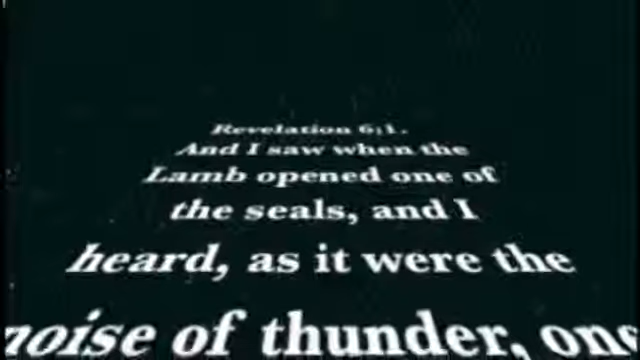 Revelation 6;1.
And I saw when the
Lamb opened one of
the seals, and I
heard, as it were the
noise of thunder, one